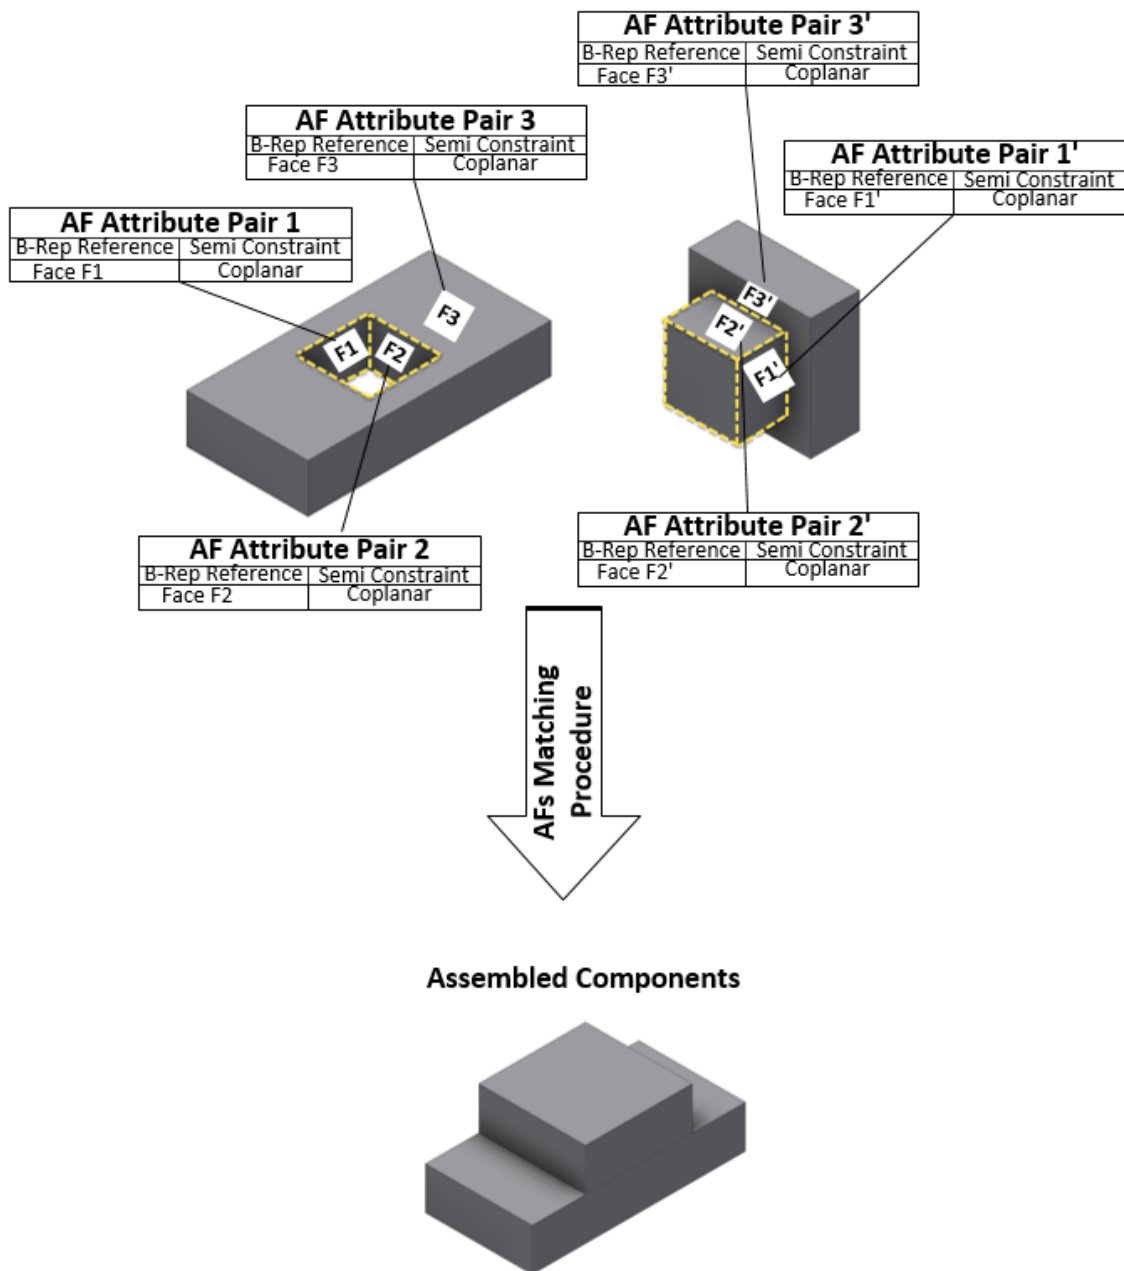 AF Attribute Pair 3'
B-Rep Reference Semi Constraint
Face F3' Coplanar
AF Attribute Pair 3
B-Rep Reference Semi Constraint
Face F3 Coplanar
AF Attribute Pair 1'
B-Rep Reference Semi Constraint
Face F1' Coplanar
AF Attribute Pair 1
B-Rep Reference Semi Constraint
Face F1 Coplanar
F3
F1
F2
F3'
F2'
F1'
AF Attribute Pair 2
B-Rep Reference Semi Constraint
Face F2 Coplanar
AF Attribute Pair 2'
B-Rep Reference Semi Constraint
Face F2' Coplanar
AFs Matching
Procedure
Assembled Components